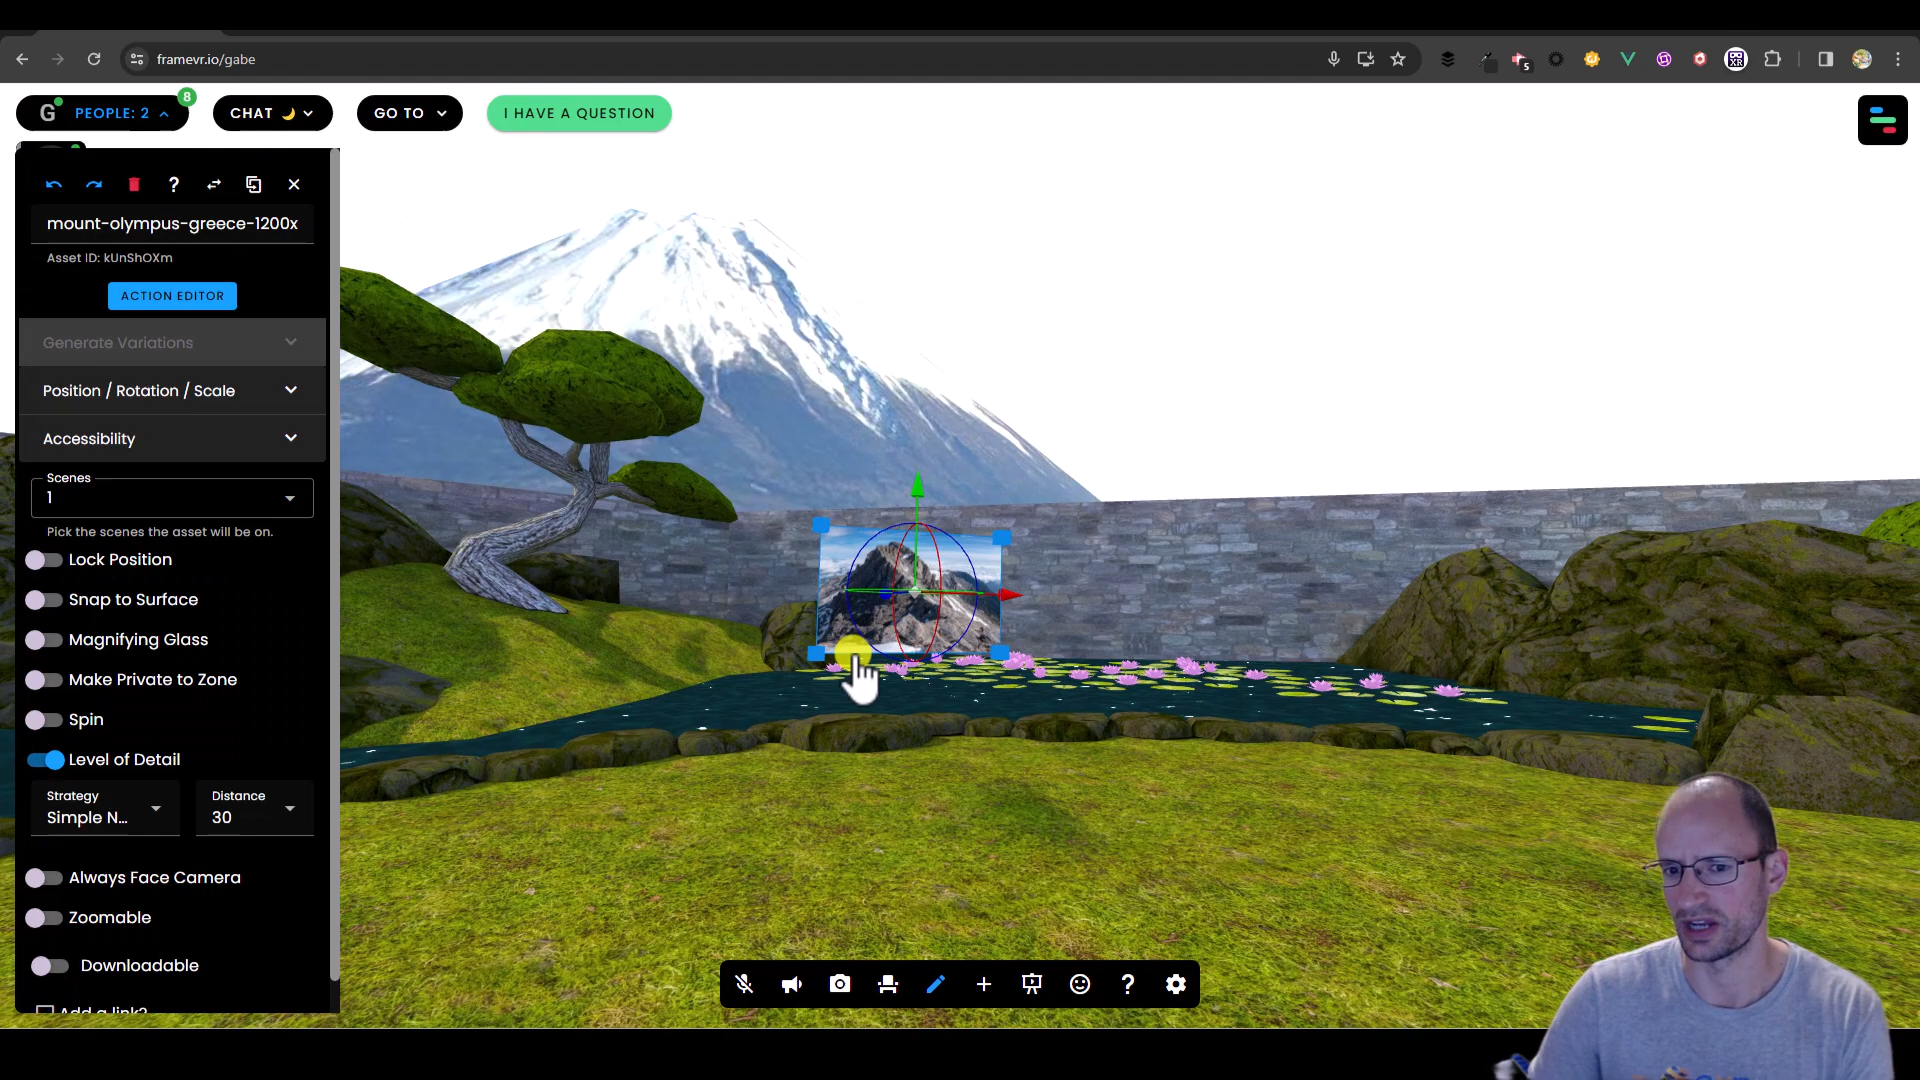 framevr.io/gabe
5
G PEOPLE: 2
8
CHAT
GO TO
I HAVE A QUESTION
mount-olympus-greece-1200x
Asset ID: kUnShOXm
ACTION EDITOR
Generate Variations
Position / Rotation / Scale
Accessibility
Scenes
1
Pick the scenes the asset will be on.
Lock Position
Snap to Surface
Magnifying Glass
Make Private to Zone
Spin
Level of Detail
Strategy
Simple N...
Distance
30
Always Face Camera
Zoomable
Downloadable
Add a link?
XR